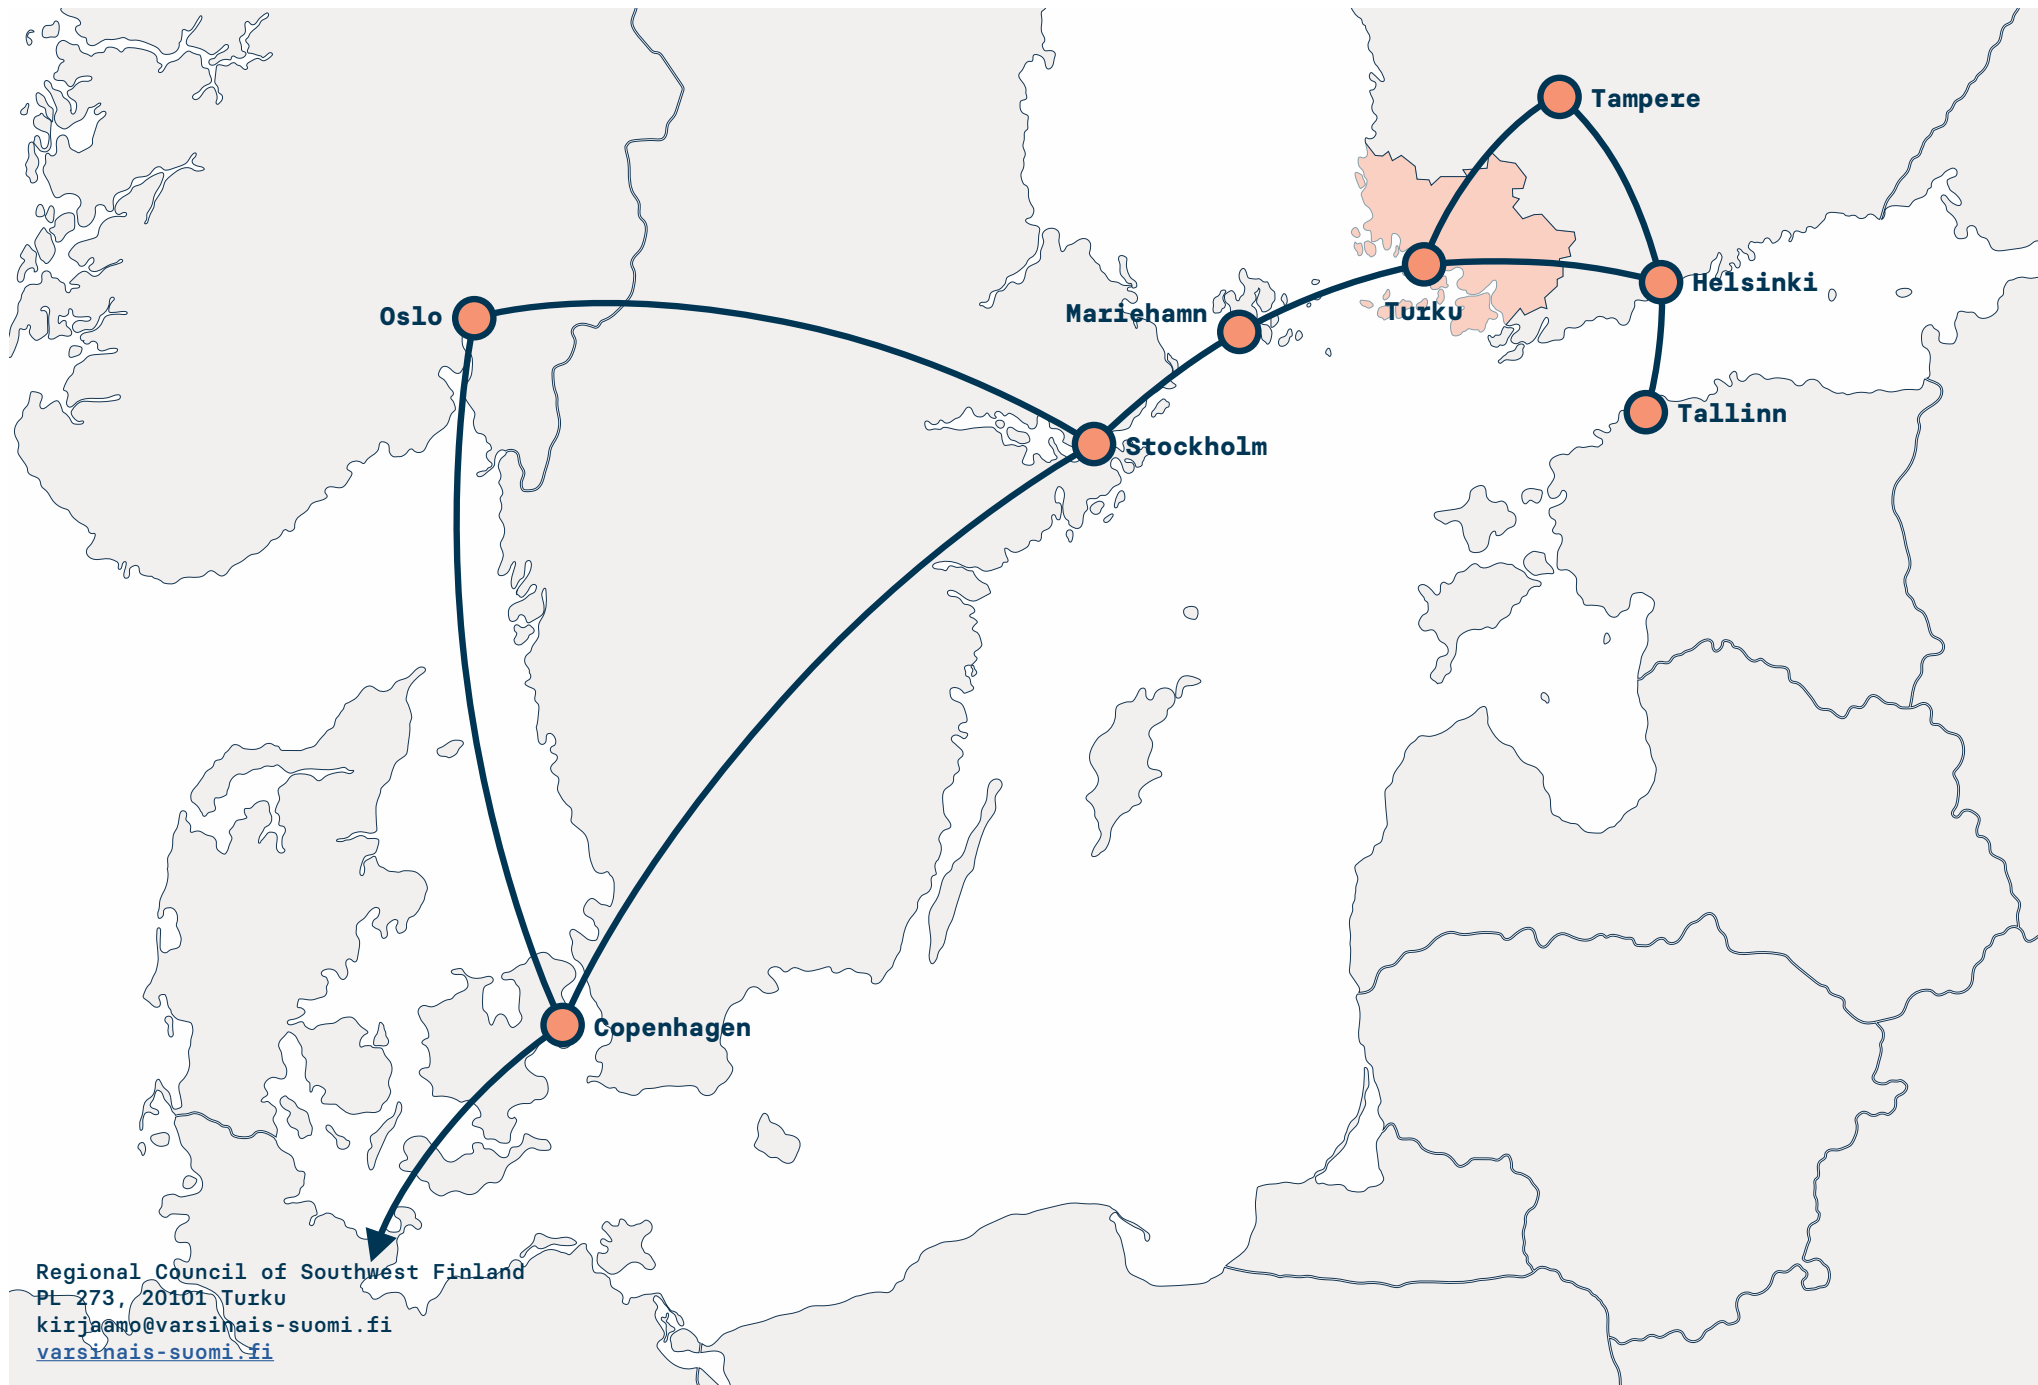 Tampere
Helsinki
Oslo
Mariehamn
Turku
Tallinn
Stockholm
Copenhagen
Regional Council of Southwest Finland
PL 273, 20101 Turku
kirjaamo@varsinais-suomi.fi
varsinais-suomi.fi